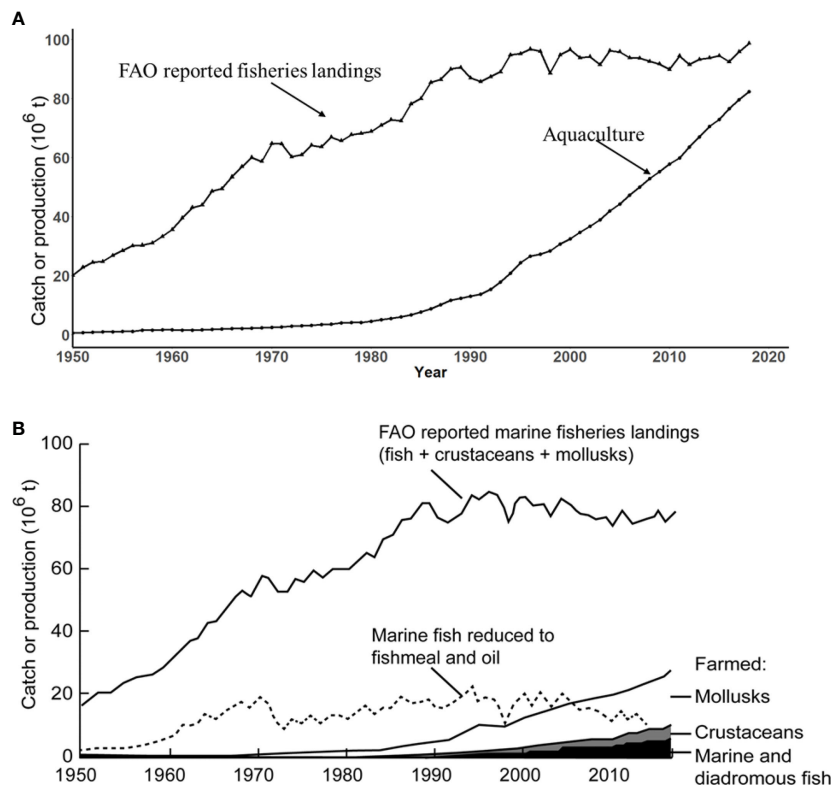 A
100
80
60
40
20
0
Catch or production (10⁶ t)
FAO reported fisheries landings
Aquaculture
1950 1960 1970 1980 1990 2000 2010 2020
Year
B
100
80
60
40
20
10
0
Catch or production (10⁶ t)
FAO reported marine fisheries landings
(fish + crustaceans + mollusks)
Marine fish reduced to
fishmeal and oil
Farmed:
Mollusks
Crustaceans
Marine and
diadromous fish
1950 1960 1970 1980 1990 2000 2010